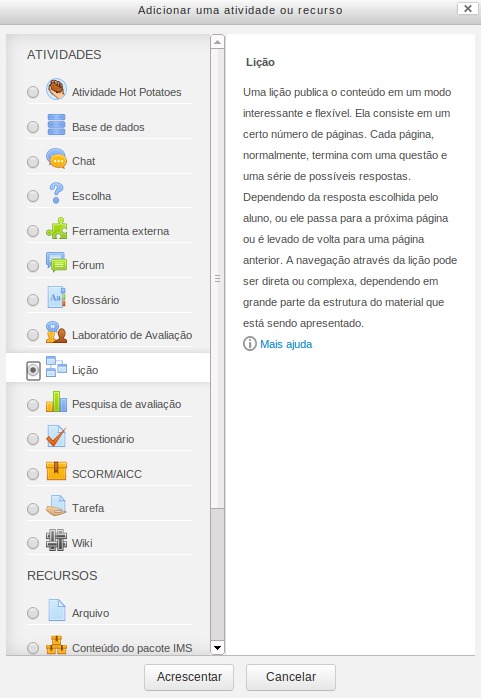 Adicionar uma atividade ou recurso
ATIVIDADES
Atividade Hot Potatoes
Base de dados
Chat
Escolha
Ferramenta externa
Fórum
Glossário
Laboratório de Avaliação
Lição
Pesquisa de avaliação
Questionário
SCORM/AICC
Tarefa
Wiki
RECURSOS
Arquivo
Conteúdo do pacote IMS
Lição
Uma lição publica o conteúdo em um modo
interessante e flexível. Ela consiste em um
certo número de páginas. Cada página,
normalmente, termina com uma questão e
uma série de possíveis respostas.
Dependendo da resposta escolhida pelo
aluno, ou ele passa para a próxima página
ou é levado de volta para uma página
anterior. A navegação através da lição pode
ser direta ou complexa, dependendo em
grande parte da estrutura do material que
está sendo apresentado.
Mais ajuda
Acrescentar
Cancelar